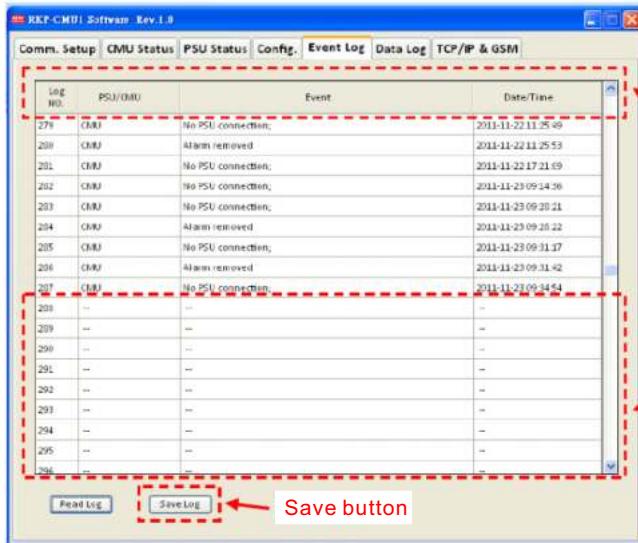 RKP-CMU1 Software Rev.1.0
Comm. Setup CMU Status PSU Status Config. Event Log Data Log TCP/IP & GSM
Log NO. PSU/CMU Event Date/Time
279 CMU No PSU connection; 2011-11-22 11:25:49
280 CMU Alarm removed 2011-11-22 11:25:53
281 CMU No PSU connection; 2011-11-22 17:21:09
282 CMU No PSU connection; 2011-11-23 09:14:36
283 CMU No PSU connection; 2011-11-23 09:28:21
284 CMU Alarm removed 2011-11-23 09:28:22
285 CMU No PSU connection; 2011-11-23 09:31:17
286 CMU Alarm removed 2011-11-23 09:31:42
287 CMU No PSU connection; 2011-11-23 09:34:54
288 -- -- --
289 -- -- --
290 -- -- --
291 -- -- --
292 -- -- --
293 -- -- --
294 -- -- --
295 -- -- --
296 -- -- --
Read Log Save Log Save button